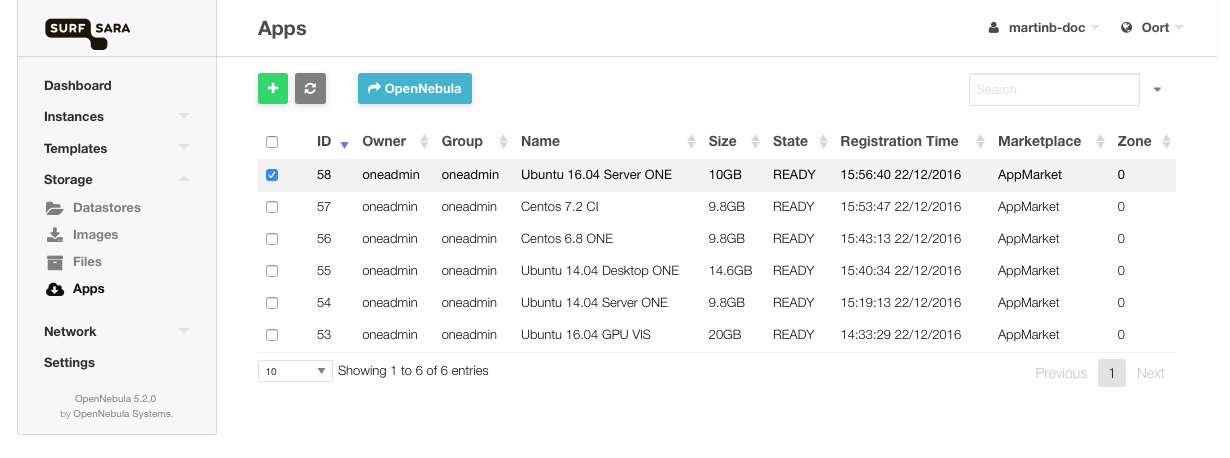 SURF SARA
Apps
martinb-doc
Oort
Dashboard
Instances
Templates
Storage
Datastores
Images
Files
Apps
Network
Settings
OpenNebula 5.2.0
by OpenNebula Systems.
OpenNebula
Search
ID Owner Group Name Size State Registration Time Marketplace Zone
58 oneadmin oneadmin Ubuntu 16.04 Server ONE 10GB READY 15:56:40 22/12/2016 AppMarket 0
57 oneadmin oneadmin Centos 7.2 CI 9.8GB READY 15:53:47 22/12/2016 AppMarket 0
56 oneadmin oneadmin Centos 6.8 ONE 9.8GB READY 15:43:13 22/12/2016 AppMarket 0
55 oneadmin oneadmin Ubuntu 14.04 Desktop ONE 14.6GB READY 15:40:34 22/12/2016 AppMarket 0
54 oneadmin oneadmin Ubuntu 14.04 Server ONE 9.8GB READY 15:19:13 22/12/2016 AppMarket 0
53 oneadmin oneadmin Ubuntu 16.04 GPU VIS 20GB READY 14:33:29 22/12/2016 AppMarket 0
10 Showing 1 to 6 of 6 entries
Previous 1 Next